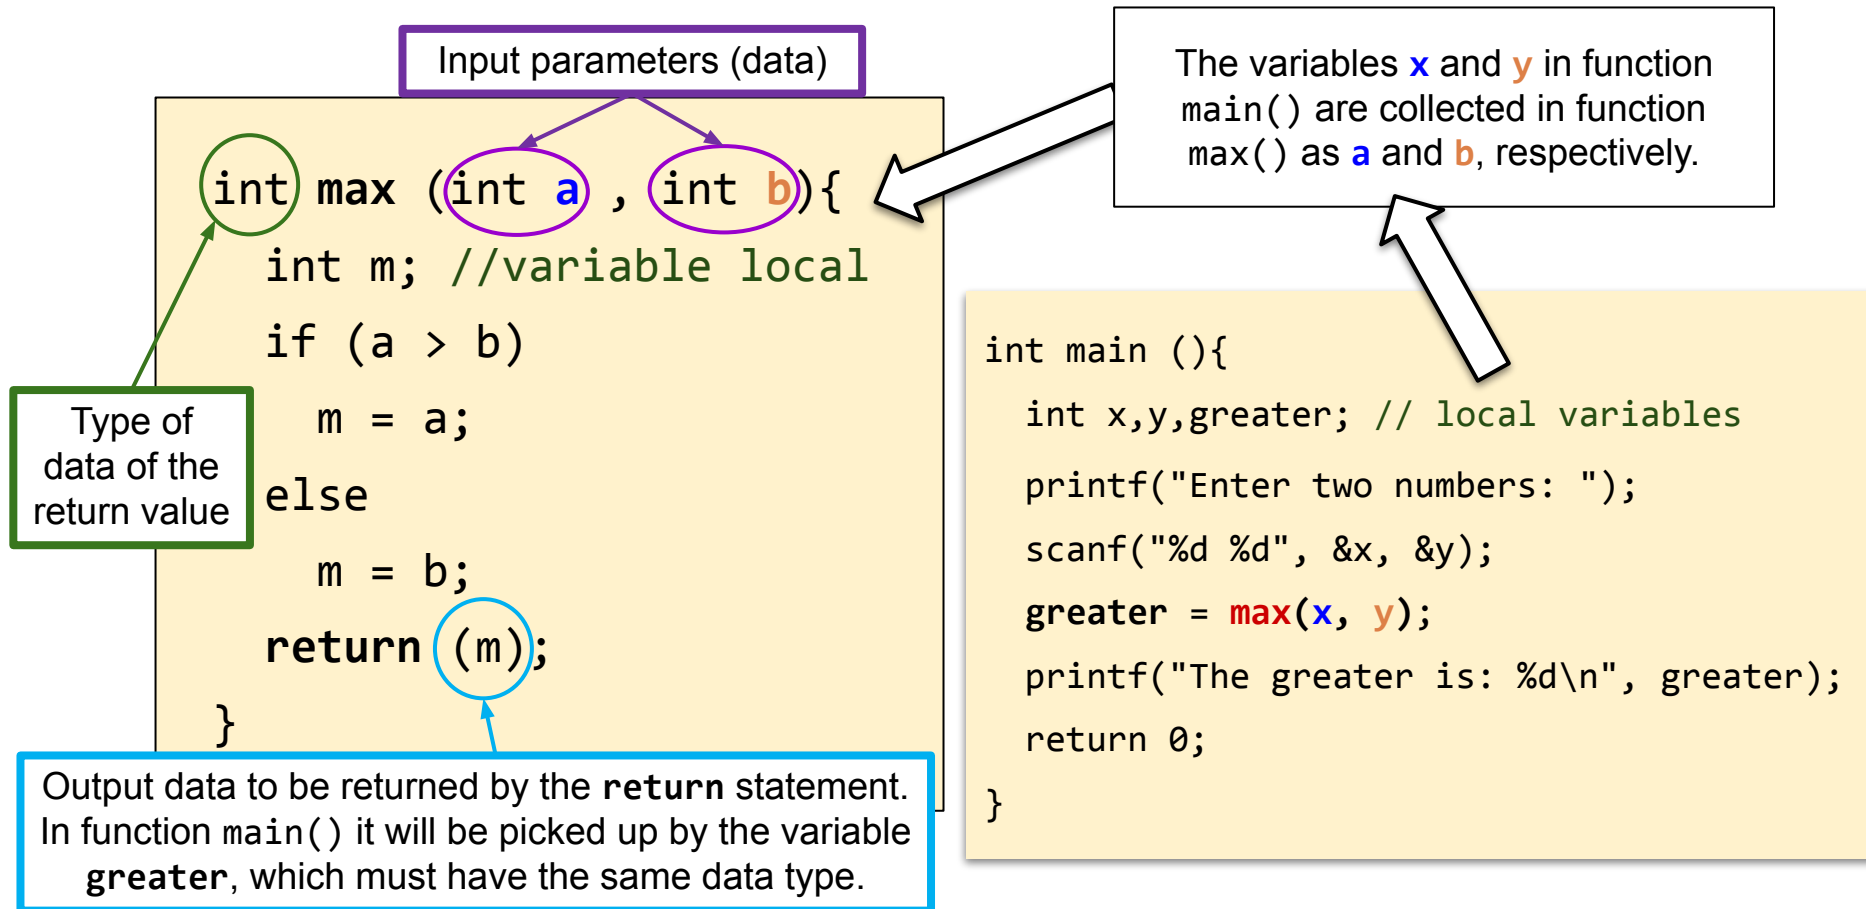 Input parameters (data)
int max (int a , int b){
int m; //variable local
if (a > b)
m = a;
else
m = b;
return (m);
}
Type of
data of the
return value
Output data to be returned by the return statement.
In function main() it will be picked up by the variable
greater, which must have the same data type.
The variables x and y in function
main() are collected in function
max() as a and b, respectively.
int main (){
int x,y,greater; // local variables
printf("Enter two numbers: ");
scanf("%d %d", &x, &y);
greater = max(x, y);
printf("The greater is: %d\n", greater);
return 0;
}